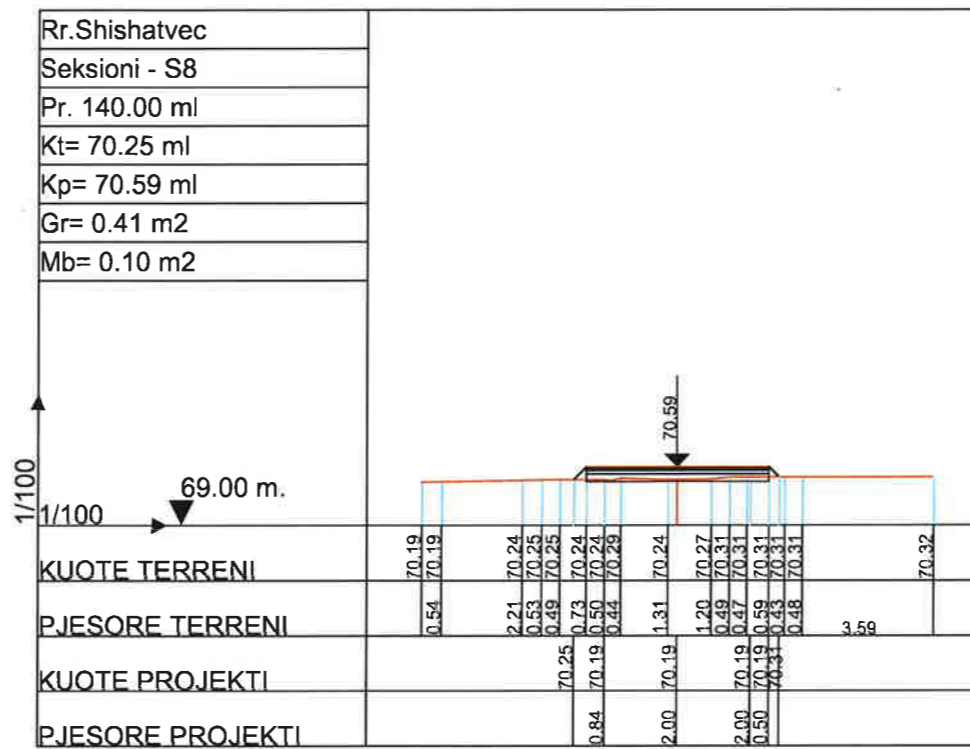 Rr.Shishatvec
Seksioni - S8
Pr. 140.00 ml
Kt= 70.25 ml
Kp= 70.59 ml
Gr= 0.41 m2
Mb= 0.10 m2
70.59
1/100
69.00 m.
1/100
KUOTE TERRENI 70.19 70.19 70.24 70.25 70.25 70.24 70.24 70.29 70.24 70.27 70.31 70.31 70.31 70.31 70.31 70.32
PJESORE TERRENI 0.54 2.21 0.53 0.49 0.73 0.50 0.44 1.31 1.20 0.49 0.47 0.59 0.43 0.48 3.59
KUOTE PROJEKTI 70.25 70.19 70.19 70.19 70.19 70.31
PJESORE PROJEKTI 0.84 2.00 2.00 0.50